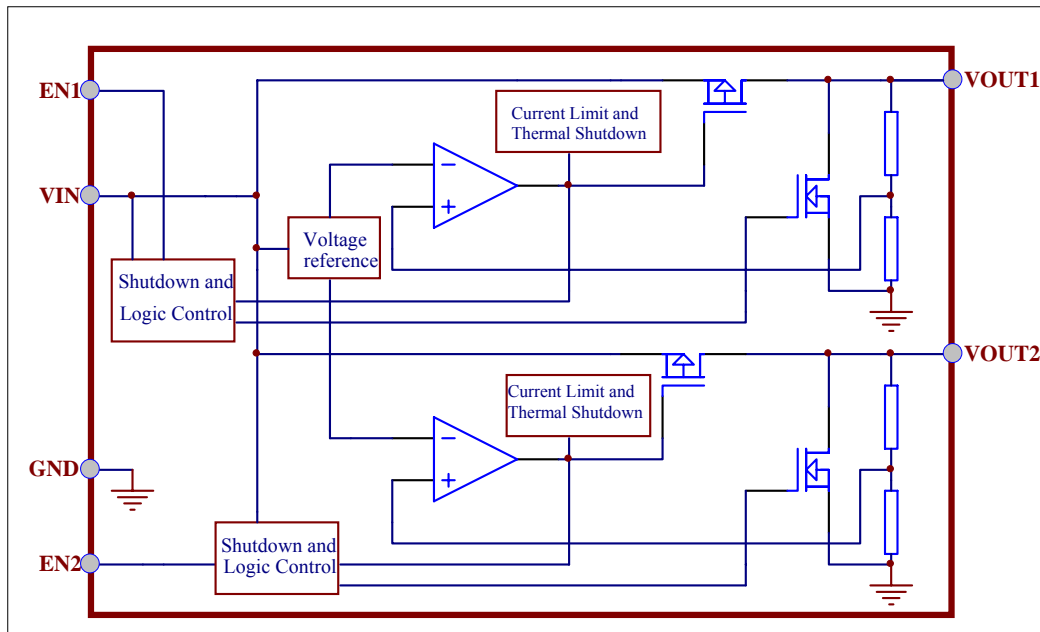 EN1
VOUT1
Current Limit and
Thermal Shutdown
−
+
VIN
Voltage
reference
Shutdown and
Logic Control
VOUT2
Current Limit and
Thermal Shutdown
−
+
GND
Shutdown and
Logic Control
EN2